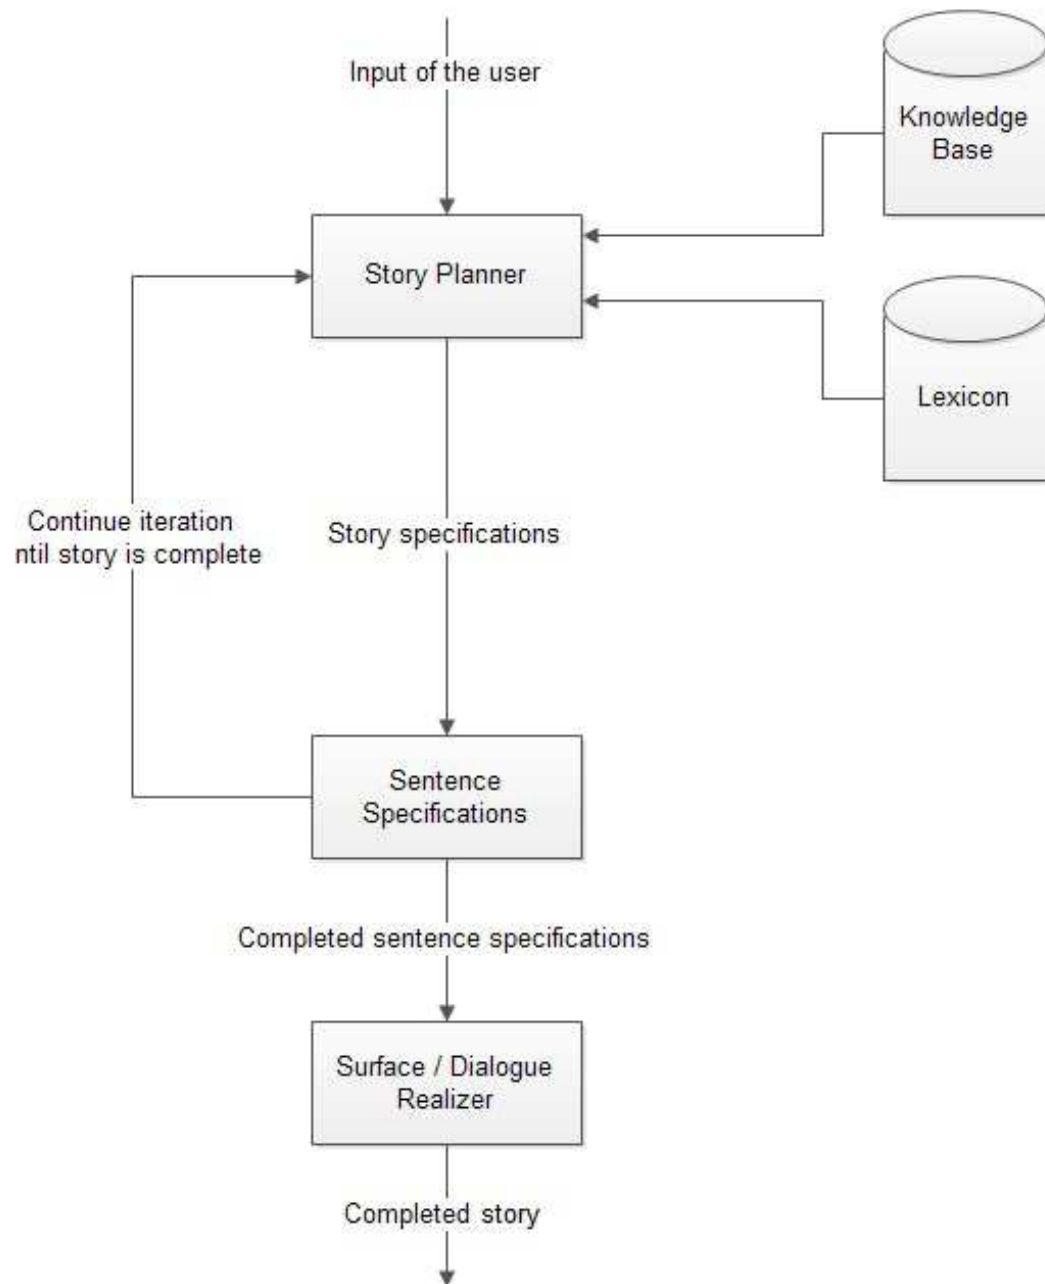 Input of the user
Knowledge
Base
Story Planner
Lexicon
Continue iteration
ntil story is complete
Story specifications
Sentence
Specifications
Completed sentence specifications
Surface / Dialogue
Realizer
Completed story